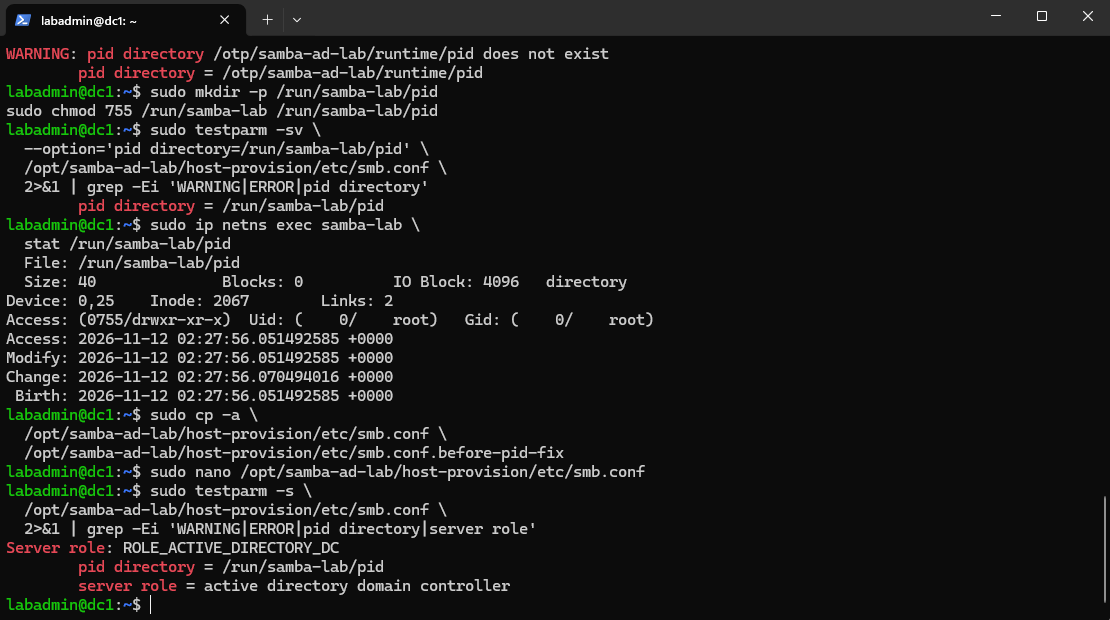 labadmin@dc1: ~
WARNING: pid directory /otp/samba-ad-lab/runtime/pid does not exist
        pid directory = /otp/samba-ad-lab/runtime/pid
labadmin@dc1:~$ sudo mkdir -p /run/samba-lab/pid
sudo chmod 755 /run/samba-lab /run/samba-lab/pid
labadmin@dc1:~$ sudo testparm -sv \
  --option='pid directory=/run/samba-lab/pid' \
  /opt/samba-ad-lab/host-provision/etc/smb.conf \
  2>&1 | grep -Ei 'WARNING|ERROR|pid directory'
        pid directory = /run/samba-lab/pid
labadmin@dc1:~$ sudo ip netns exec samba-lab \
  stat /run/samba-lab/pid
  File: /run/samba-lab/pid
  Size: 40              Blocks: 0          IO Block: 4096   directory
Device: 0,25    Inode: 2067        Links: 2
Access: (0755/drwxr-xr-x)  Uid: (    0/    root)   Gid: (    0/    root)
Access: 2026-11-12 02:27:56.051492585 +0000
Modify: 2026-11-12 02:27:56.051492585 +0000
Change: 2026-11-12 02:27:56.070494016 +0000
 Birth: 2026-11-12 02:27:56.051492585 +0000
labadmin@dc1:~$ sudo cp -a \
  /opt/samba-ad-lab/host-provision/etc/smb.conf \
  /opt/samba-ad-lab/host-provision/etc/smb.conf.before-pid-fix
labadmin@dc1:~$ sudo nano /opt/samba-ad-lab/host-provision/etc/smb.conf
labadmin@dc1:~$ sudo testparm -s \
  /opt/samba-ad-lab/host-provision/etc/smb.conf \
  2>&1 | grep -Ei 'WARNING|ERROR|pid directory|server role'
Server role: ROLE_ACTIVE_DIRECTORY_DC
        pid directory = /run/samba-lab/pid
        server role = active directory domain controller
labadmin@dc1:~$